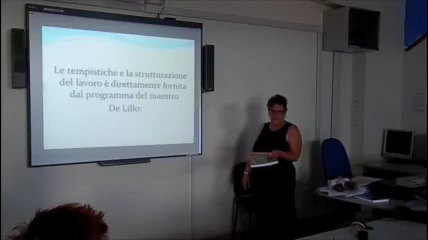 Le tempistiche e la strutturazione
del lavoro è direttamente fornita
dal programma del maestro
De Lillo: